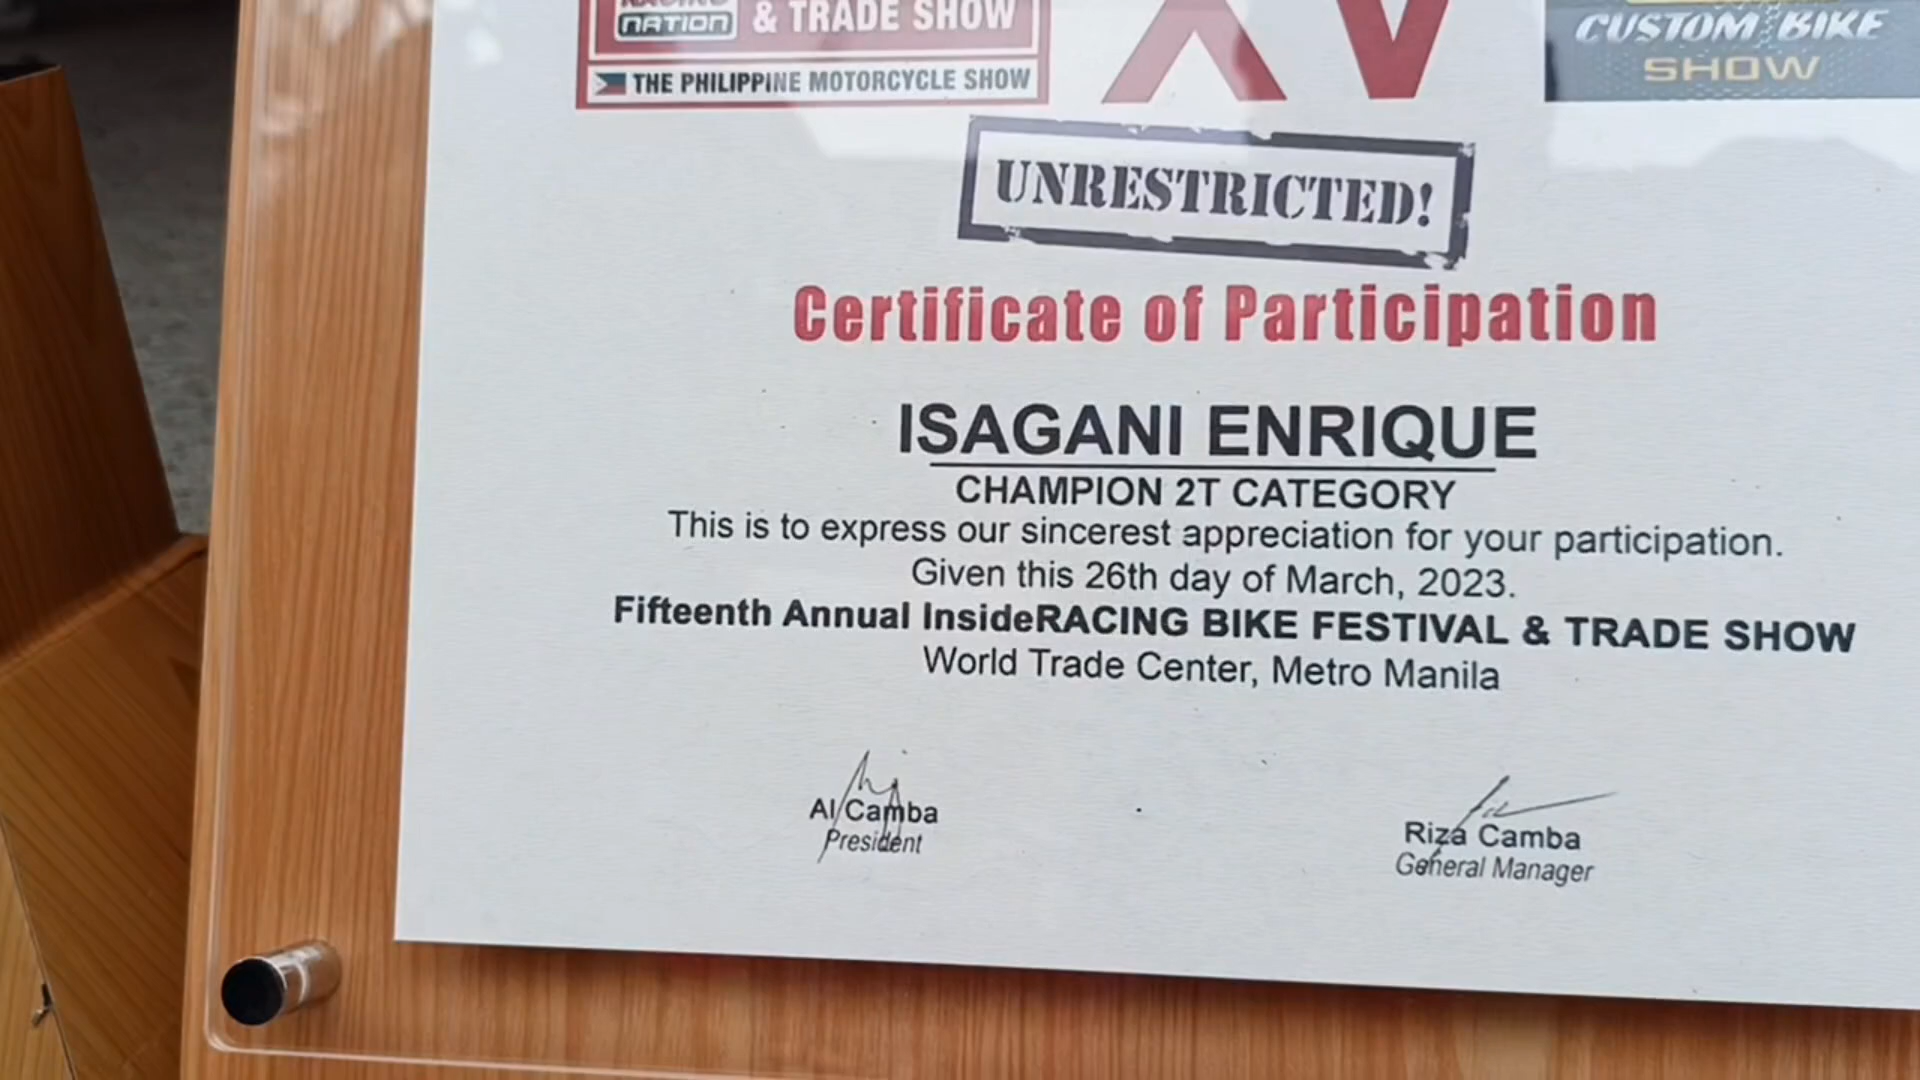 NATION & TRADE SHOW
THE PHILIPPINE MOTORCYCLE SHOW
XV
CUSTOM BIKE
SHOW
UNRESTRICTED!
Certificate of Participation
ISAGANI ENRIQUE
CHAMPION 2T CATEGORY
This is to express our sincerest appreciation for your participation.
Given this 26th day of March, 2023.
Fifteenth Annual InsideRACING BIKE FESTIVAL & TRADE SHOW
World Trade Center, Metro Manila
Al Camba
President
Riza Camba
General Manager